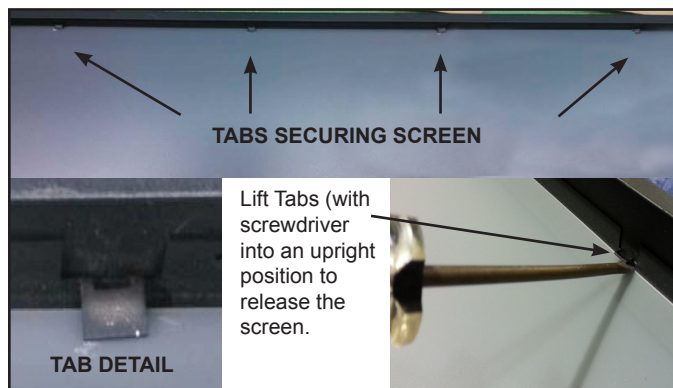 TABS SECURING SCREEN
Lift Tabs (with
screwdriver
into an upright
position to
release the
screen.
TAB DETAIL